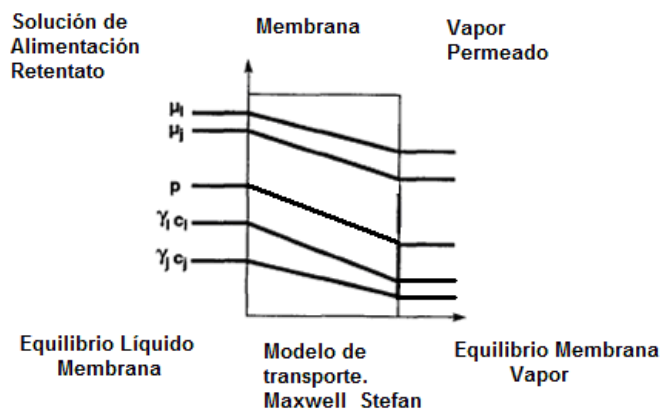 Solución de
Alimentación
Retentato
Membrana
Vapor
Permeado
μi
μj
p
γi ci
γj cj
Equilibrio Líquido
Membrana
Modelo de
transporte.
Maxwell Stefan
Equilibrio Membrana
Vapor